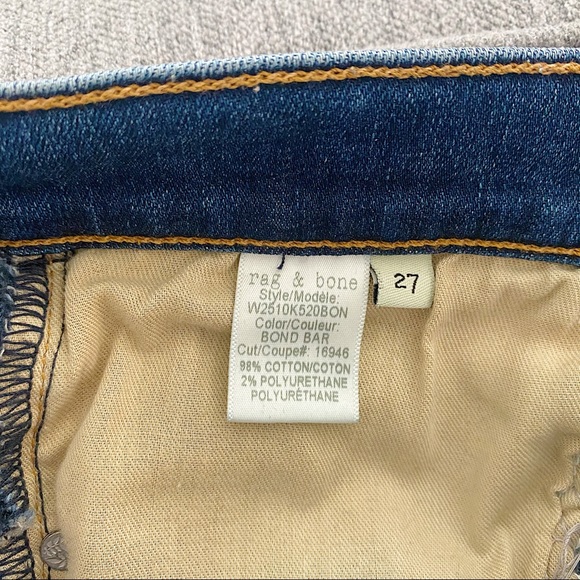 rag & bone
Style/Modèle:
W2510K520BON
Color/Couleur:
BOND BAR
Cut/Coupe#: 16946
98% COTTON/COTON
2% POLYURETHANE
POLYURÉTHANE
27